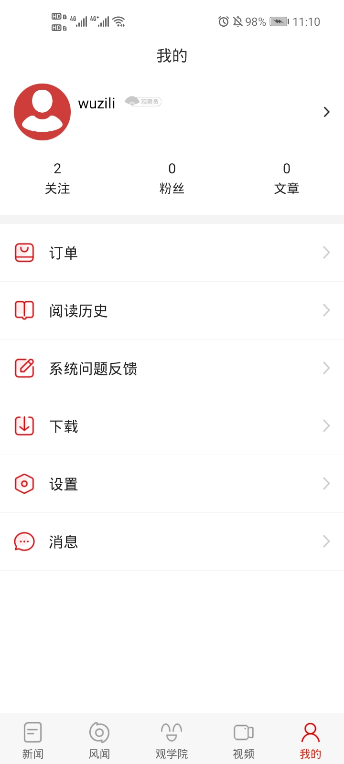 98% 11:10
我的
wuzili
2
0
0
关注
粉丝
文章
订单
阅读历史
系统问题反馈
下载
设置
消息
新闻
风闻
观学院
视频
我的